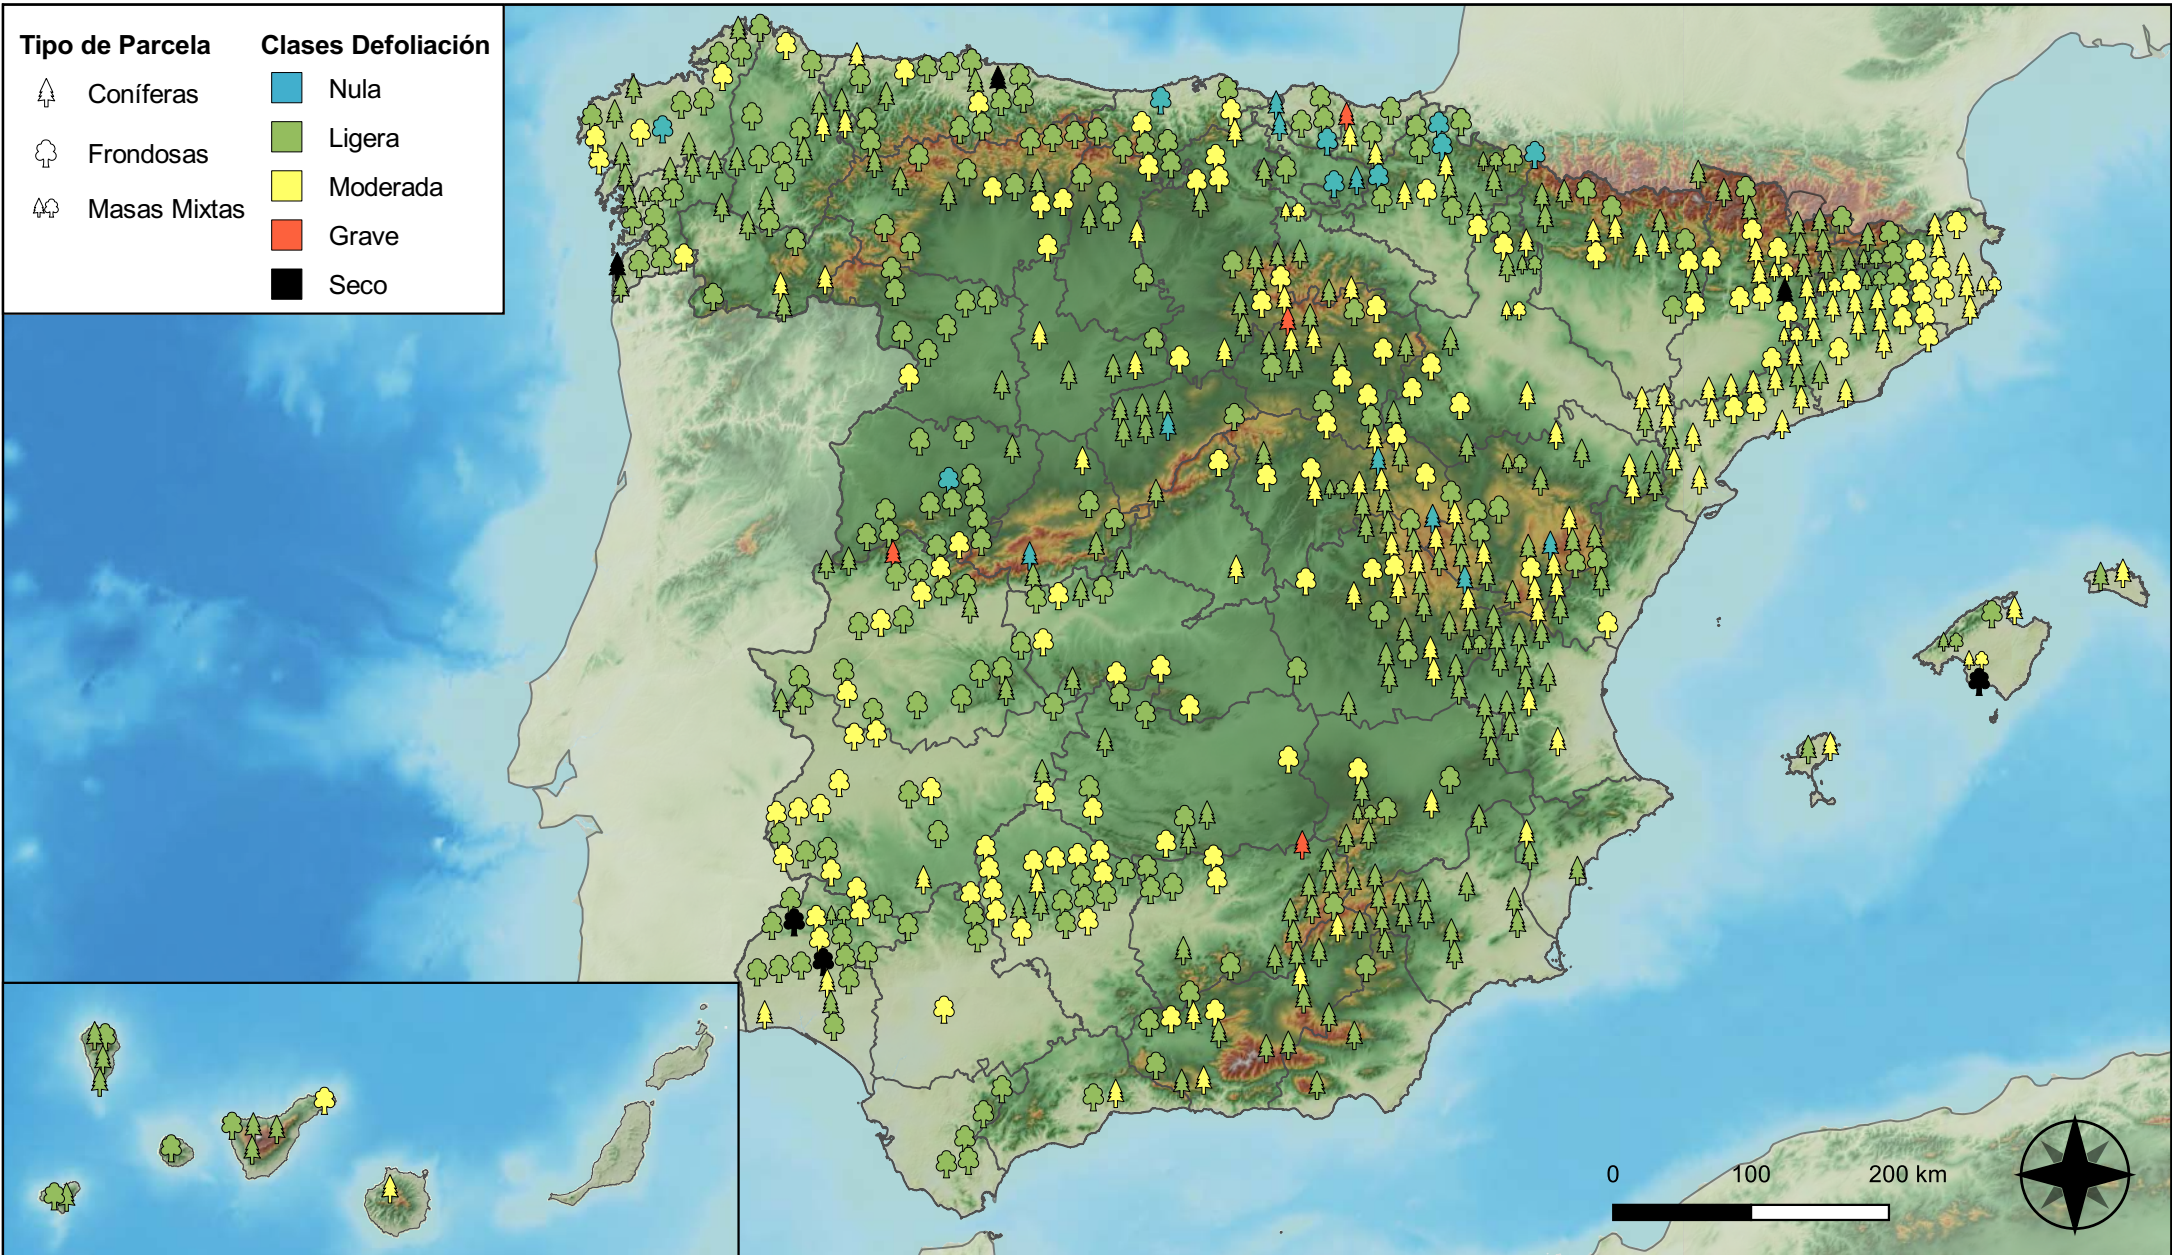 Tipo de Parcela
Coníferas
Frondosas
Masas Mixtas
Clases Defoliación
Nula
Ligera
Moderada
Grave
Seco
0 100 200 km